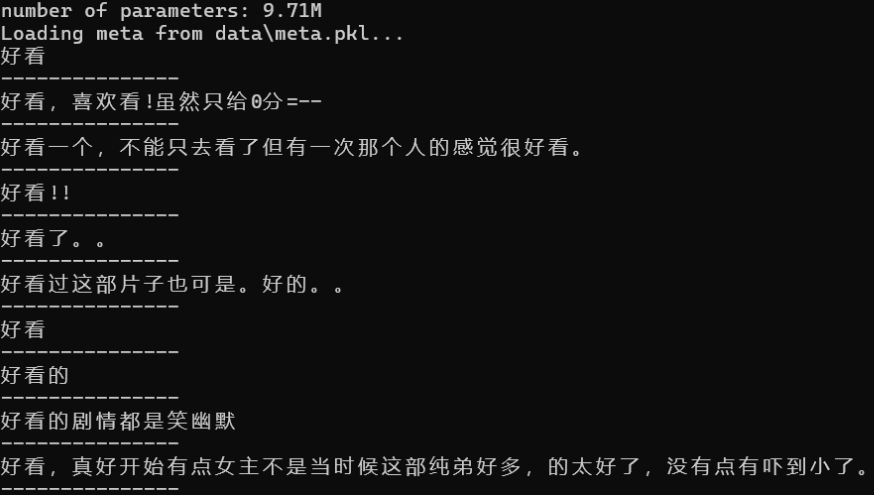 number of parameters: 9.71M
Loading meta from data\meta.pkl...
好看
---------------
好看，喜欢看!虽然只给0分=--
---------------
好看一个，不能只去看了但有一次那个人的感觉很好看。
---------------
好看!!
---------------
好看了。。
---------------
好看过这部片子也可是。好的。。
---------------
好看
---------------
好看的
---------------
好看的剧情都是笑幽默
---------------
好看，真好开始有点女主不是当时候这部纯弟好多，的太好了，没有点有吓到小了。
---------------